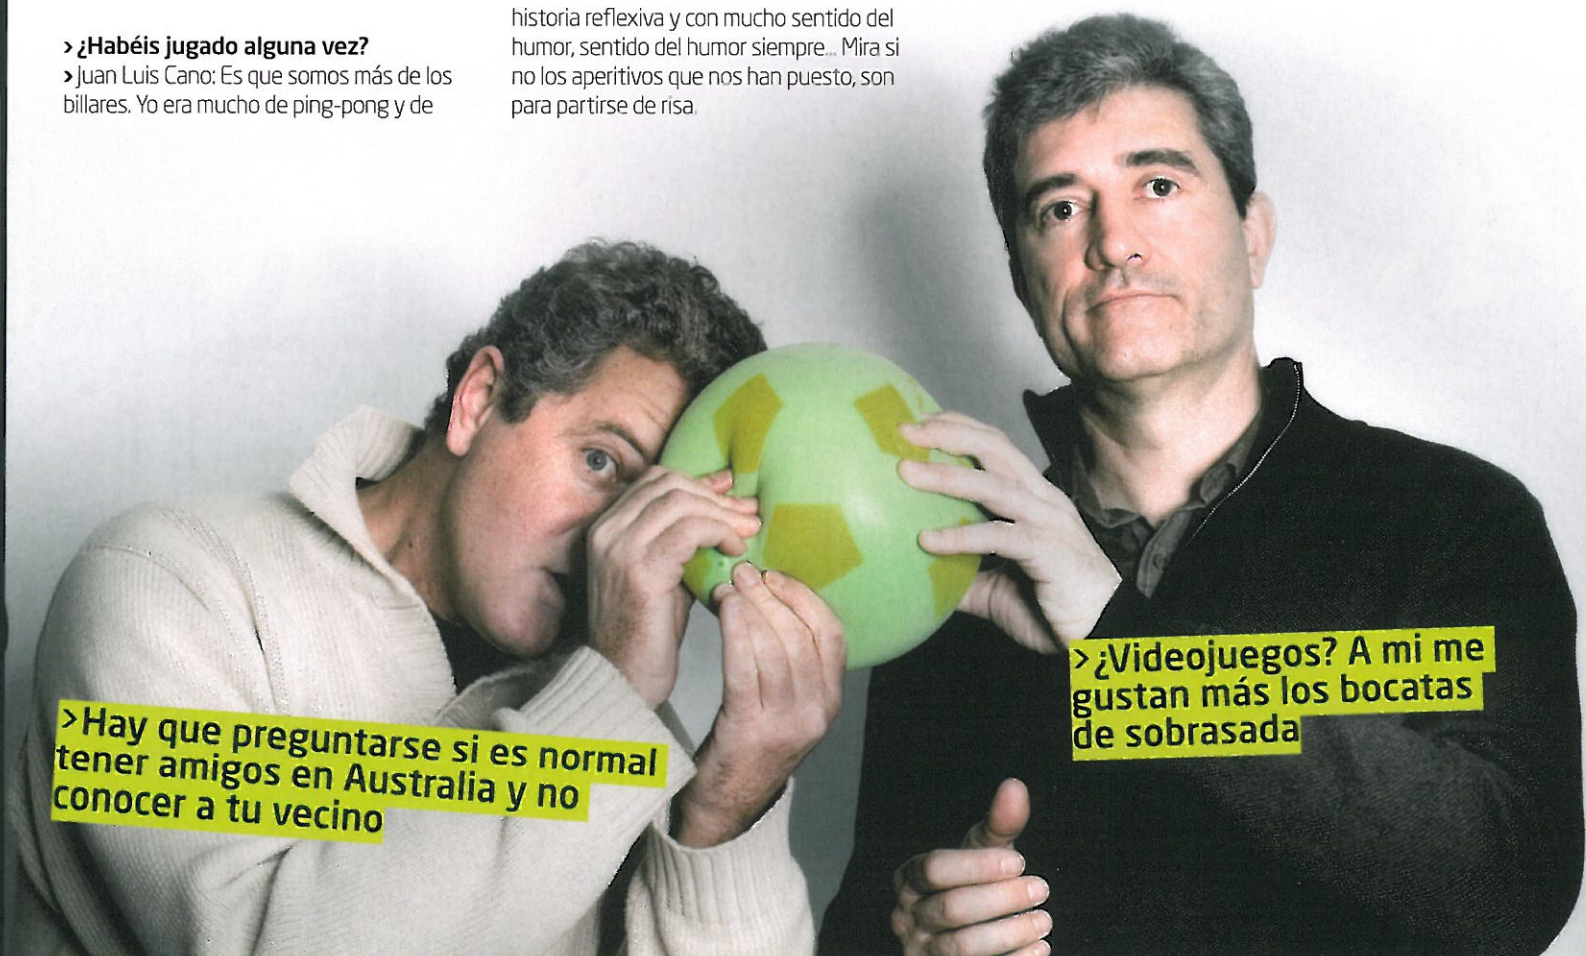 > ¿Habéis jugado alguna vez?
> Juan Luis Cano: Es que somos más de los
billares. Yo era mucho de ping-pong y de
historia reflexiva y con mucho sentido del
humor, sentido del humor siempre... Mira si
no los aperitivos que nos han puesto, son
para partirse de risa.
> Hay que preguntarse si es normal
tener amigos en Australia y no
conocer a tu vecino
> ¿Videojuegos? A mi me
gustan más los bocatas
de sobrasada